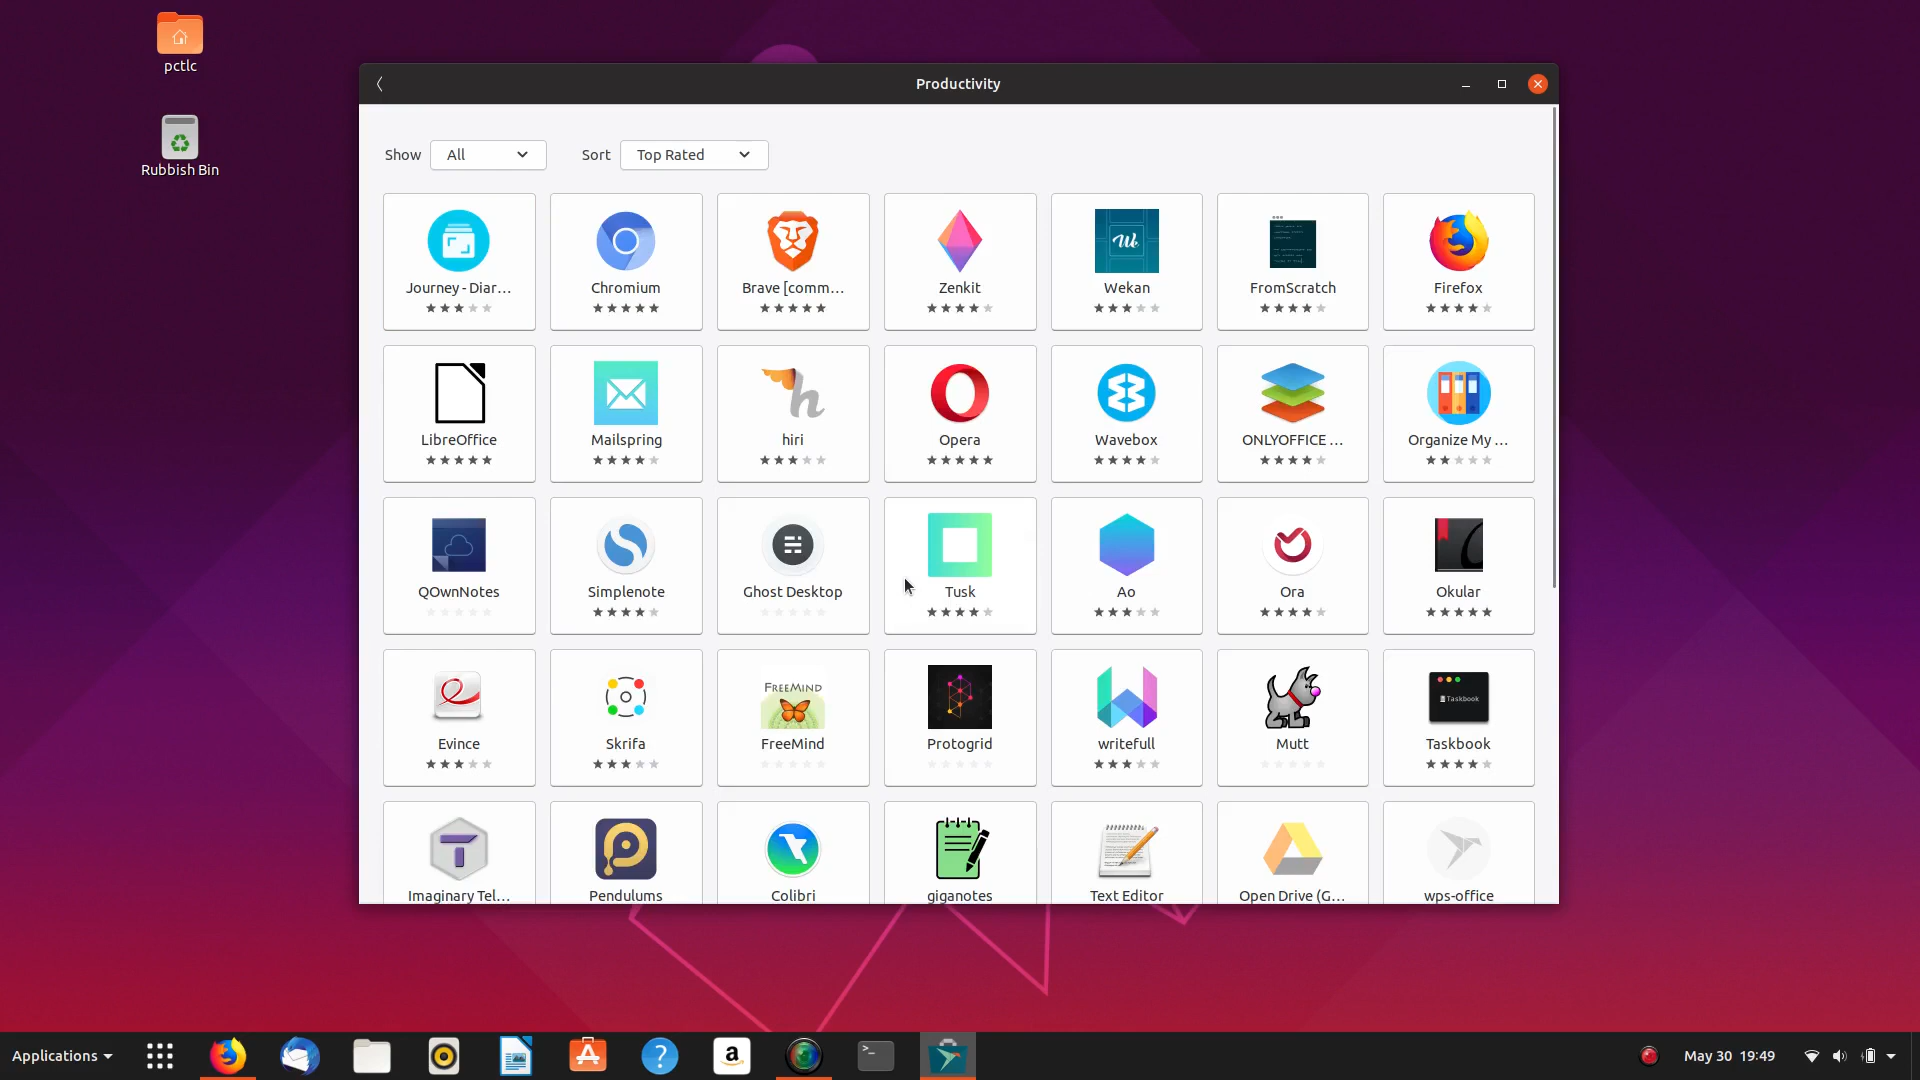 pctlc
Rubbish Bin
Productivity
Show All Sort Top Rated
Journey - Diar... Chromium Brave [comm... Zenkit Wekan FromScratch Firefox
LibreOffice Mailspring hiri Opera Wavebox ONLYOFFICE ... Organize My ...
QOwnNotes Simplenote Ghost Desktop Tusk Ao Ora Okular
FREEMIND
Taskbook
Evince Skrifa FreeMind Protogrid writefull Mutt Taskbook
Imaginary Tel... Pendulums Colibri giganotes Text Editor Open Drive (G... wps-office
Applications May 30 19:49